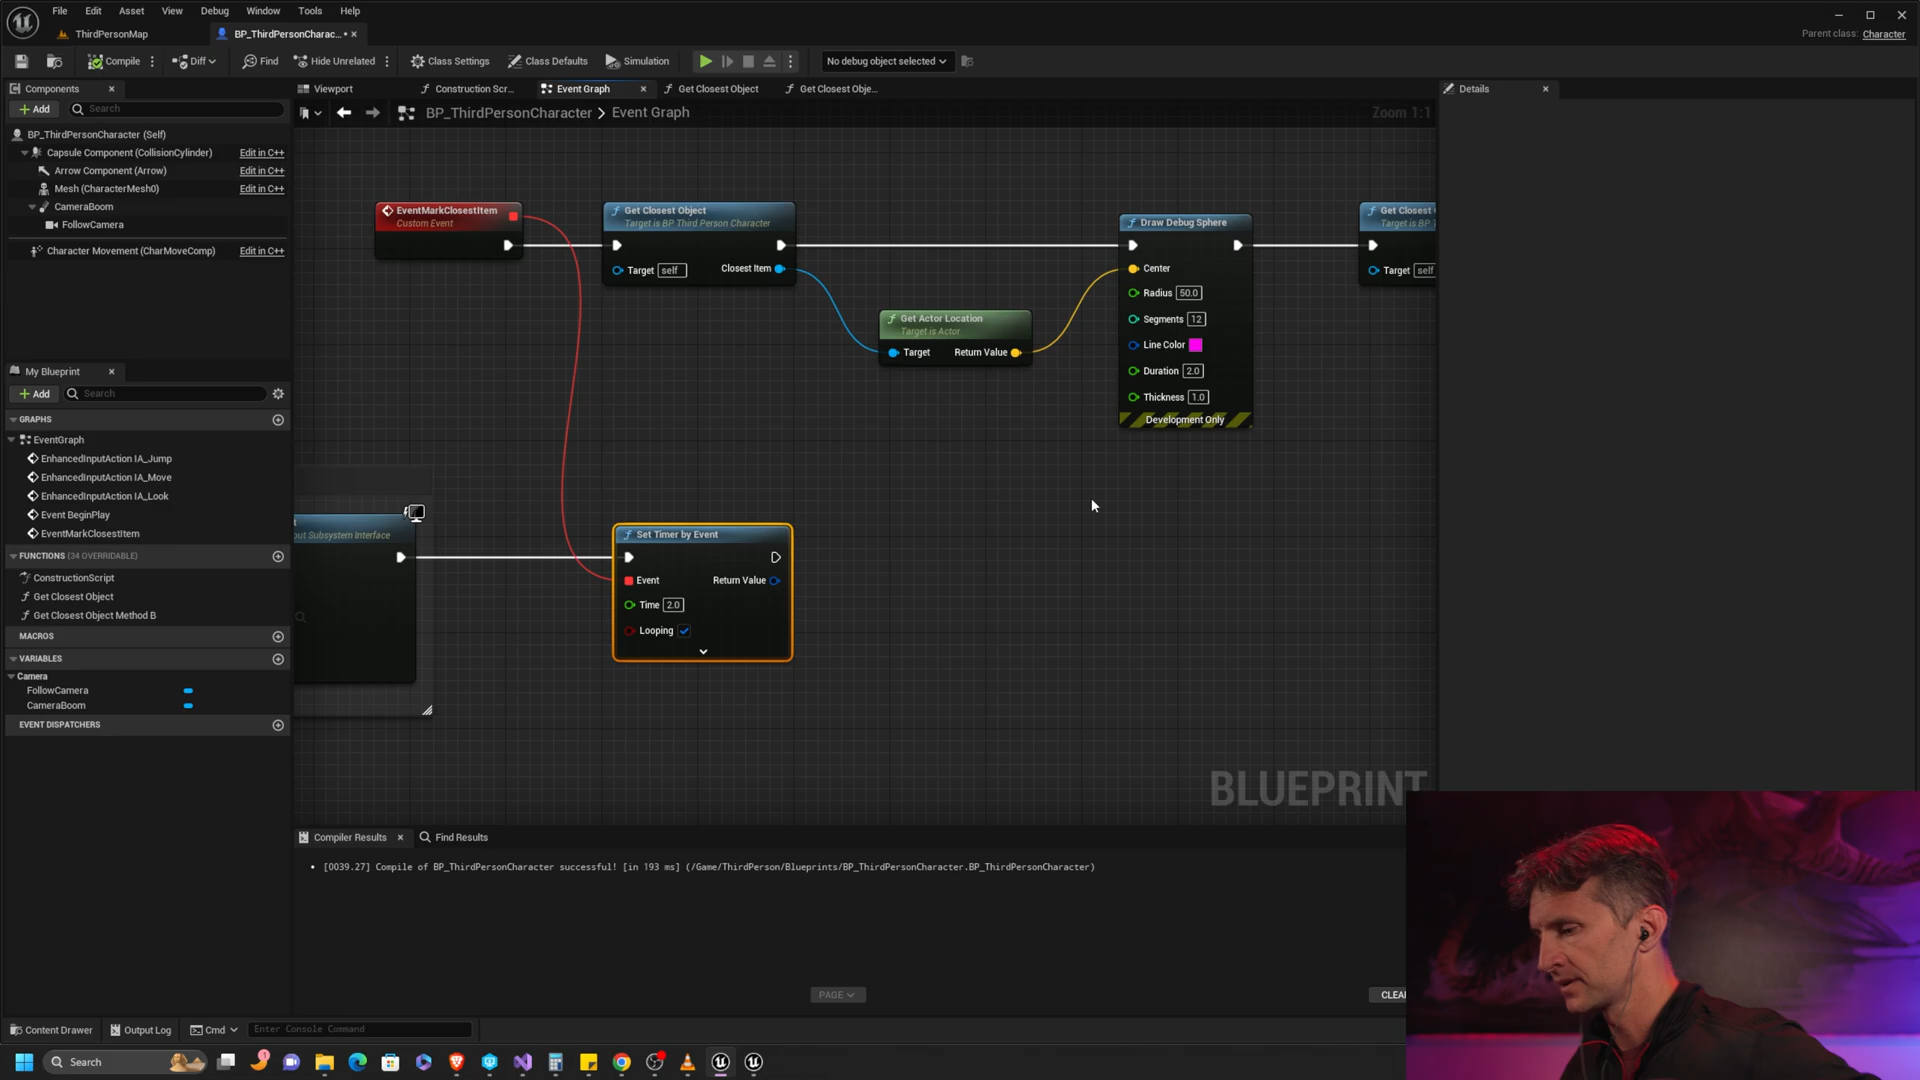 File Edit Asset View Debug Window Tools Help
ThirdPersonMap
BP_ThirdPersonCharac... •
Parent class: Character
Compile
Diff
Find
Hide Unrelated
Class Settings
Class Defaults
Simulation
No debug object selected
Components
Add
Search
BP_ThirdPersonCharacter (Self)
Capsule Component (CollisionCylinder) Edit in C++
Arrow Component (Arrow) Edit in C++
Mesh (CharacterMesh0) Edit in C++
CameraBoom
FollowCamera
Character Movement (CharMoveComp) Edit in C++
My Blueprint
Add
Search
GRAPHS
EventGraph
EnhancedInputAction IA_Jump
EnhancedInputAction IA_Move
EnhancedInputAction IA_Look
Event BeginPlay
EventMarkClosestItem
FUNCTIONS (34 OVERRIDABLE)
ConstructionScript
Get Closest Object
Get Closest Object Method B
MACROS
VARIABLES
Camera
FollowCamera
CameraBoom
EVENT DISPATCHERS
Viewport
Construction Scr...
Event Graph
Get Closest Object
Get Closest Obje...
BP_ThirdPersonCharacter > Event Graph
Zoom 1:1
EventMarkClosestItem
Custom Event
Get Closest Object
Target is BP Third Person Character
Target self
Closest Item
Get Actor Location
Target is Actor
Target
Return Value
Draw Debug Sphere
Center
Radius 50.0
Segments 12
Line Color
Duration 2.0
Thickness 1.0
Development Only
Get Closest
Target is BP
Target self
t
out Subsystem Interface
Set Timer by Event
Event
Return Value
Time 2.0
Looping
BLUEPRINT
Details
Compiler Results
Find Results
• [0039.27] Compile of BP_ThirdPersonCharacter successful! [in 193 ms] (/Game/ThirdPerson/Blueprints/BP_ThirdPersonCharacter.BP_ThirdPersonCharacter)
PAGE
CLEA
Content Drawer
Output Log
Cmd
Enter Console Command
Search